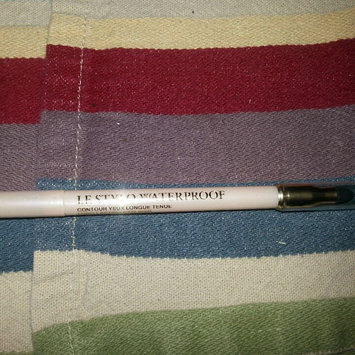 LE STYLO WATERPROOF
CONTOUR YEUX LONGUE TENUE